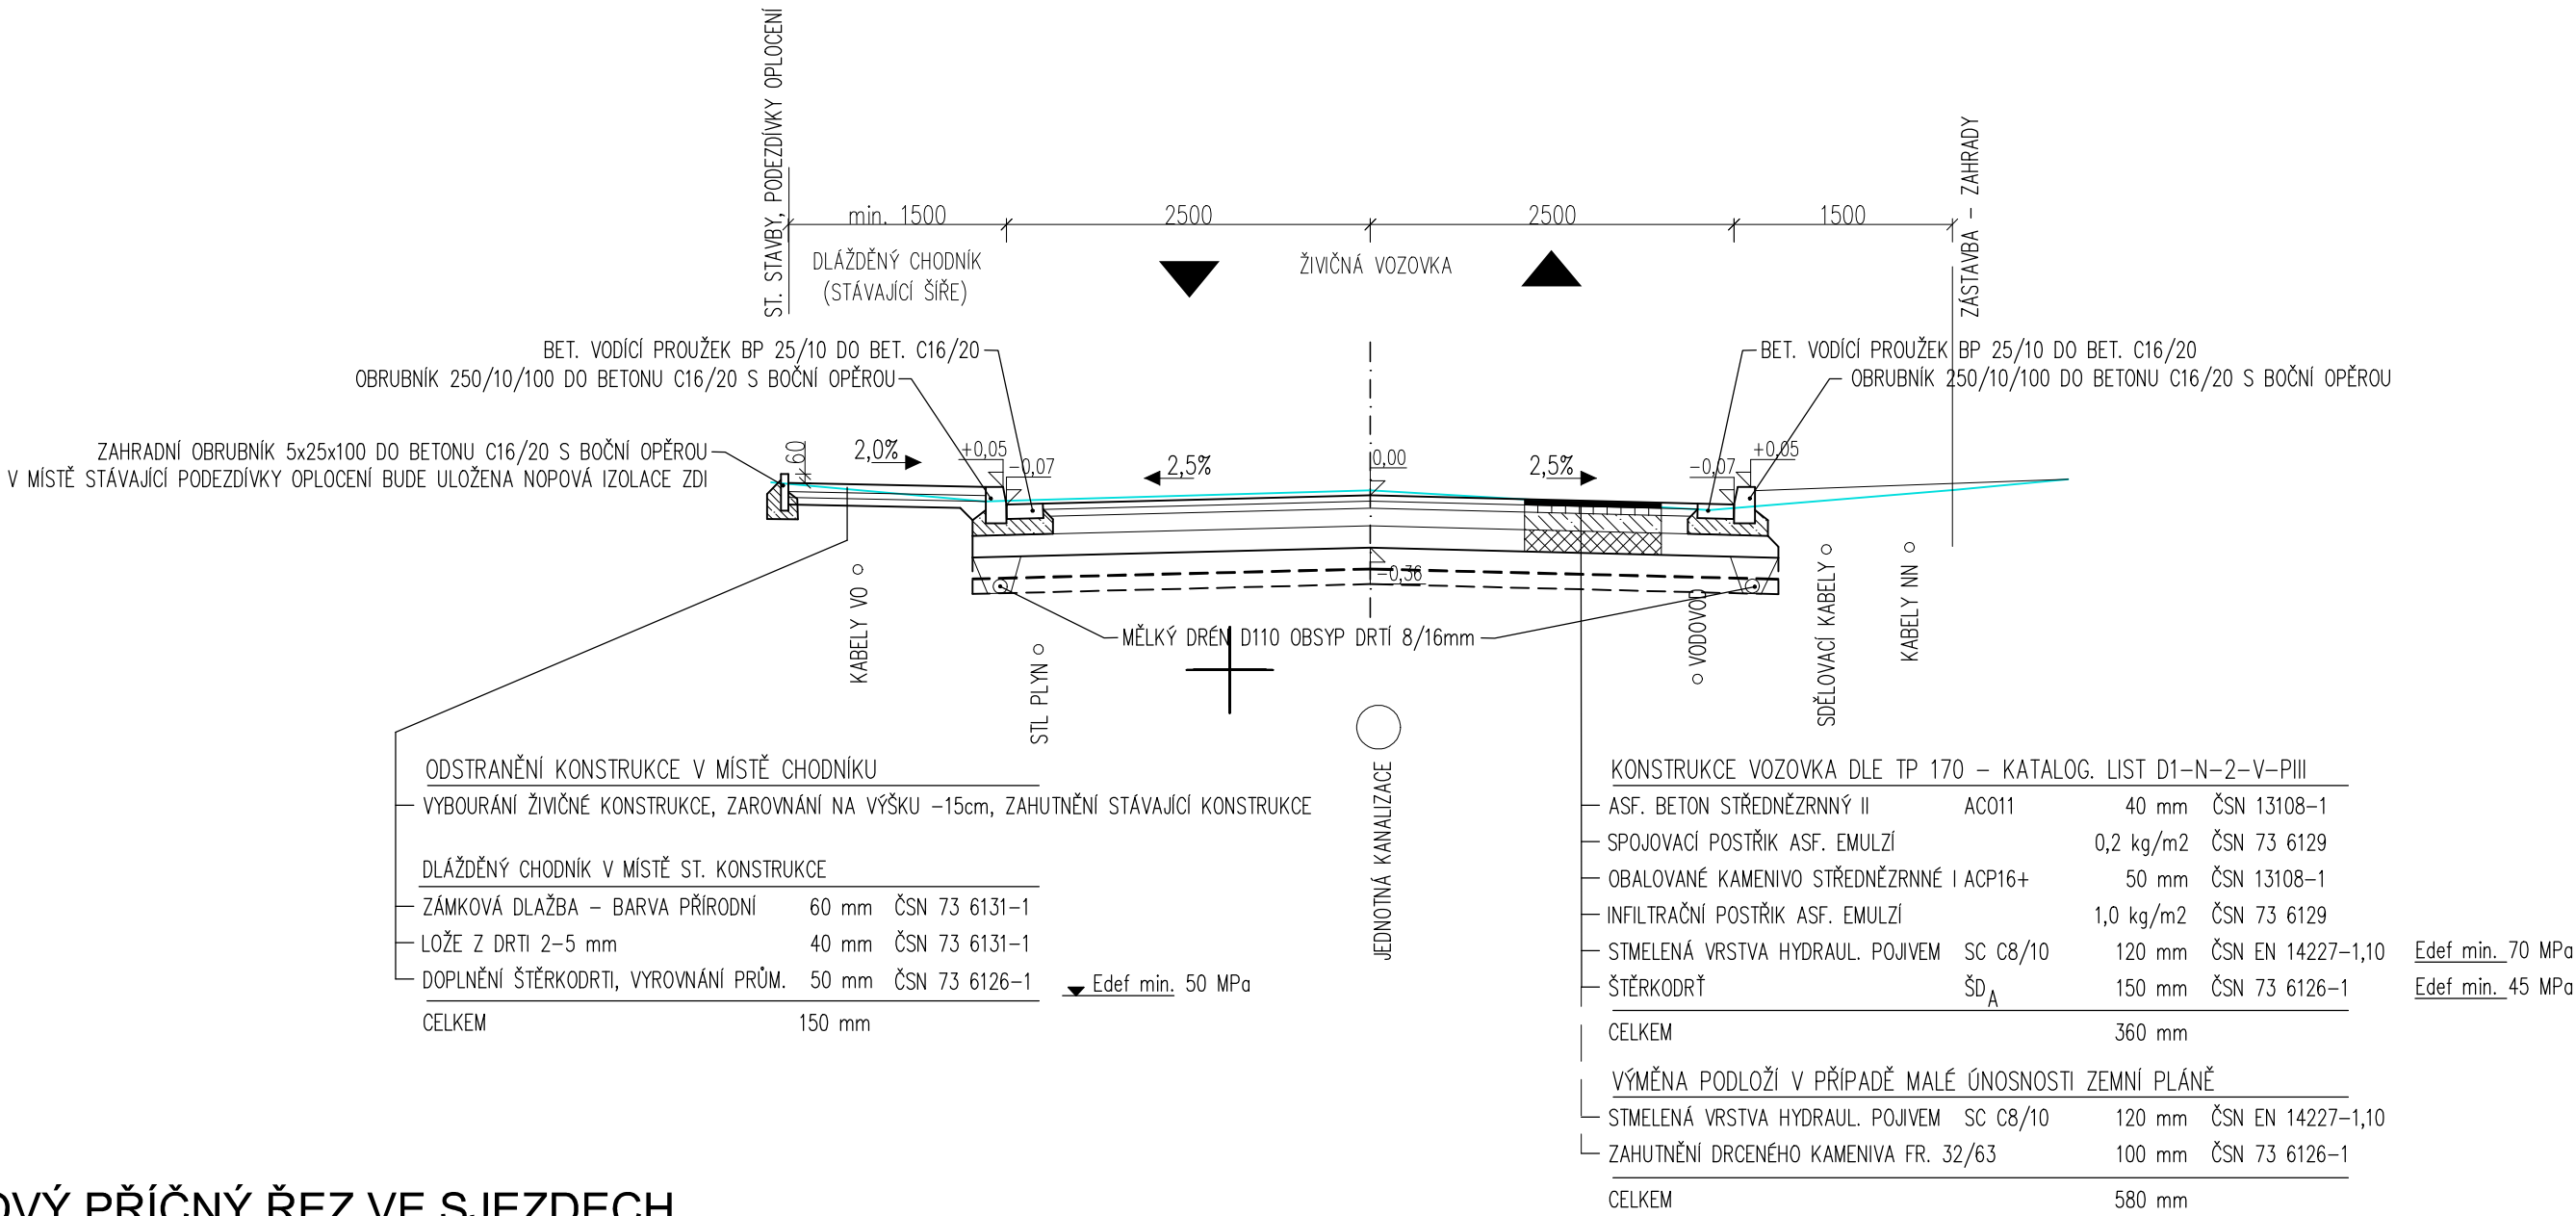 ST. STAVBY, PODEZDÍVKY OPLOCENÍ
ZÁSTAVBA - ZAHRADY
min. 1500
2500
2500
1500
DLÁŽDĚNÝ CHODNÍK
(STÁVAJÍCÍ ŠÍŘE)
ŽIVIČNÁ VOZOVKA
BET. VODÍCÍ PROUŽEK BP 25/10 DO BET. C16/20
OBRUBNÍK 250/10/100 DO BETONU C16/20 S BOČNÍ OPĚROU
BET. VODÍCÍ PROUŽEK BP 25/10 DO BET. C16/20
OBRUBNÍK 250/10/100 DO BETONU C16/20 S BOČNÍ OPĚROU
ZAHRADNÍ OBRUBNÍK 5x25x100 DO BETONU C16/20 S BOČNÍ OPĚROU
V MÍSTĚ STÁVAJÍCÍ PODEZDÍVKY OPLOCENÍ BUDE ULOŽENA NOPOVÁ IZOLACE ZDI
60
2,0%
+0,05
-0,07
2,5%
0,00
2,5%
-0,07
+0,05
-0,36
KABELY VO
STL PLYN
MĚLKÝ DRÉN D110 OBSYP DRTÍ 8/16mm
JEDNOTNÁ KANALIZACE
VODOVOD
SDĚLOVACÍ KABELY
KABELY NN
ODSTRANĚNÍ KONSTRUKCE V MÍSTĚ CHODNÍKU
VYBOURÁNÍ ŽIVIČNÉ KONSTRUKCE, ZAROVNÁNÍ NA VÝŠKU -15cm, ZAHUTNĚNÍ STÁVAJÍCÍ KONSTRUKCE
DLÁŽDĚNÝ CHODNÍK V MÍSTĚ ST. KONSTRUKCE
ZÁMKOVÁ DLAŽBA - BARVA PŘÍRODNÍ 60 mm ČSN 73 6131-1
LOŽE Z DRTI 2-5 mm 40 mm ČSN 73 6131-1
DOPLNĚNÍ ŠTĚRKODRTI, VYROVNÁNÍ PRŮM. 50 mm ČSN 73 6126-1 Edef min. 50 MPa
CELKEM 150 mm
KONSTRUKCE VOZOVKA DLE TP 170 - KATALOG. LIST D1-N-2-V-PIII
ASF. BETON STŘEDNĚZRNNÝ II ACO11 40 mm ČSN 13108-1
SPOJOVACÍ POSTŘIK ASF. EMULZÍ 0,2 kg/m2 ČSN 73 6129
OBALOVANÉ KAMENIVO STŘEDNĚZRNNÉ I ACP16+ 50 mm ČSN 13108-1
INFILTRAČNÍ POSTŘIK ASF. EMULZÍ 1,0 kg/m2 ČSN 73 6129
STMELENÁ VRSTVA HYDRAUL. POJIVEM SC C8/10 120 mm ČSN EN 14227-1,10 Edef min. 70 MPa
ŠTĚRKODRŤ ŠDA 150 mm ČSN 73 6126-1 Edef min. 45 MPa
CELKEM 360 mm
VÝMĚNA PODLOŽÍ V PŘÍPADĚ MALÉ ÚNOSNOSTI ZEMNÍ PLÁNĚ
STMELENÁ VRSTVA HYDRAUL. POJIVEM SC C8/10 120 mm ČSN EN 14227-1,10
ZAHUTNĚNÍ DRCENÉHO KAMENIVA FR. 32/63 100 mm ČSN 73 6126-1
CELKEM 580 mm
OVÝ PŘÍČNÝ ŘEZ VE SJEZDECH